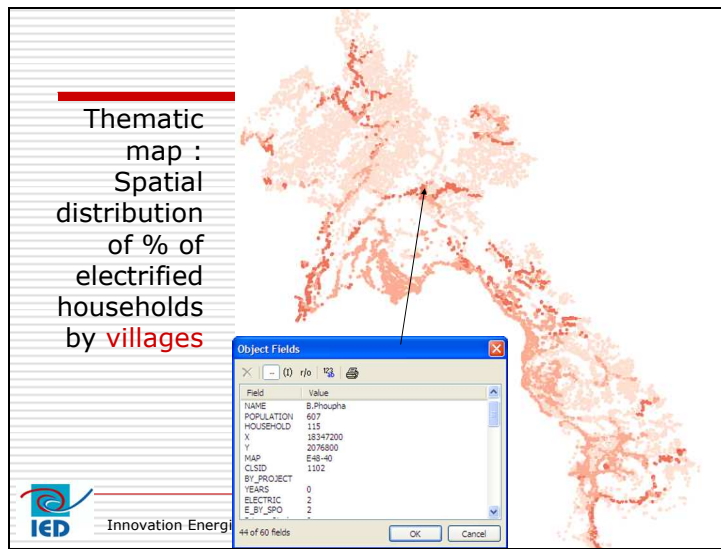 Thematic
map :
Spatial
distribution
of % of
electrified
households
by villages
Object Fields
(I) r/o
Field Value
NAME B.Phoupha
POPULATION 607
HOUSEHOLD 115
X 18347200
Y 2076800
MAP E48-40
CLSID 1102
BY_PROJECT
YEARS 0
ELECTRIC 2
E_BY_SPO 2
44 of 60 fields OK Cancel
IED Innovation Energi